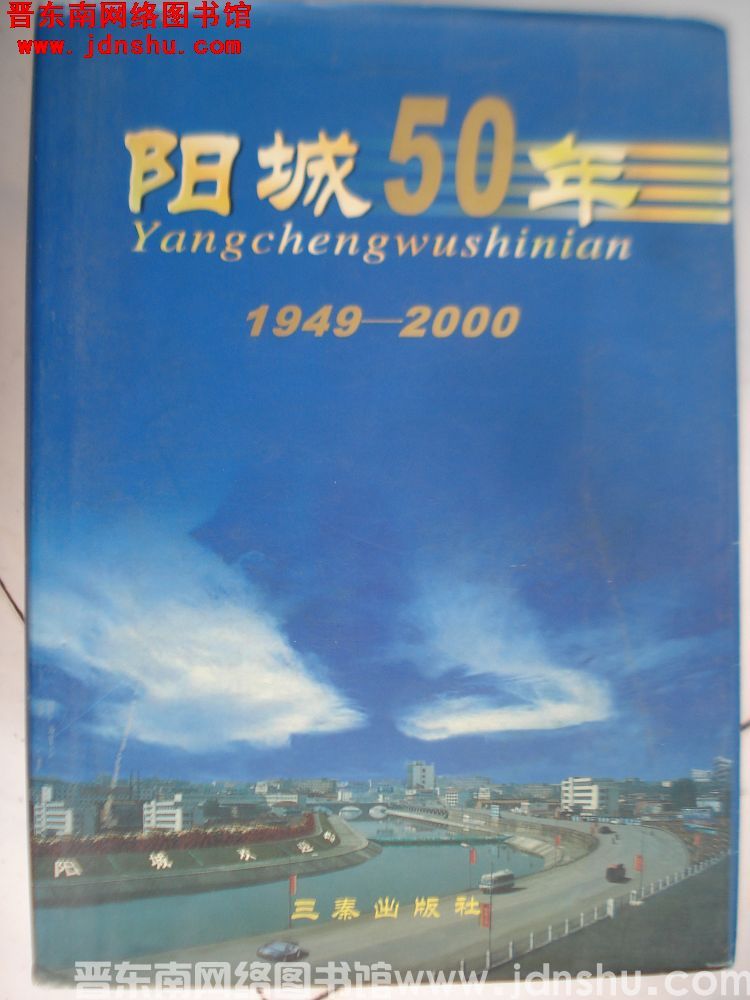 晋东南网络图书馆
www.jdnshu.com
阳城50年
Yangchengwushinian
1949—2000
阳城欢迎您
三秦出版社
晋东南网络图书馆www.jdnshu.com